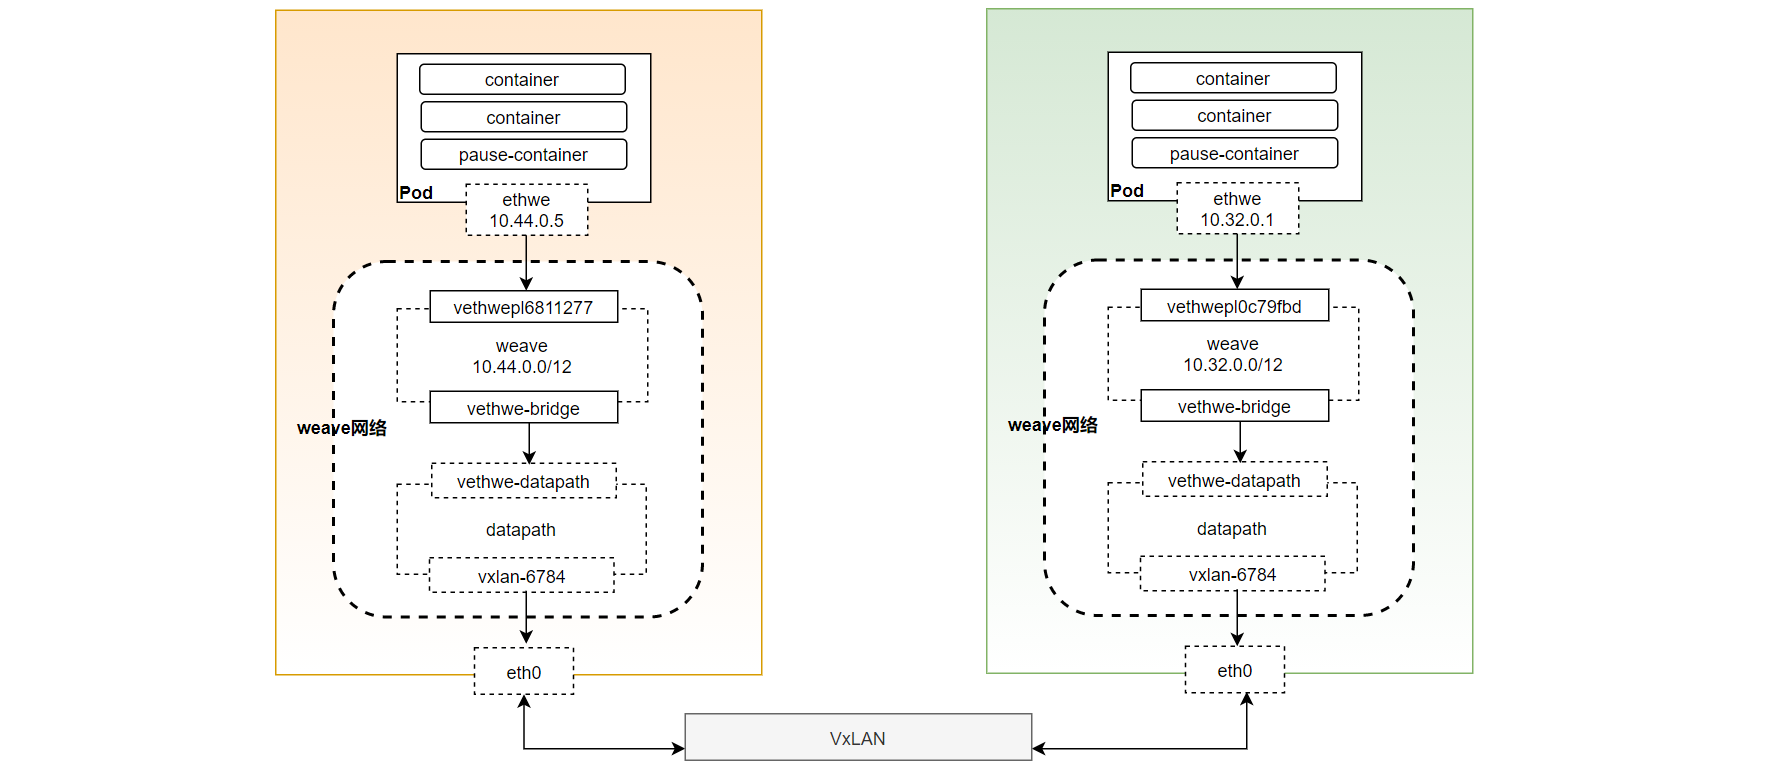 container
container
pause-container
Pod
ethwe
10.44.0.5
vethwepl6811277
weave
10.44.0.0/12
vethwe-bridge
weave网络
vethwe-datapath
datapath
vxlan-6784
eth0
container
container
pause-container
Pod
ethwe
10.32.0.1
vethwepl0c79fbd
weave
10.32.0.0/12
vethwe-bridge
weave网络
vethwe-datapath
datapath
vxlan-6784
eth0
VxLAN